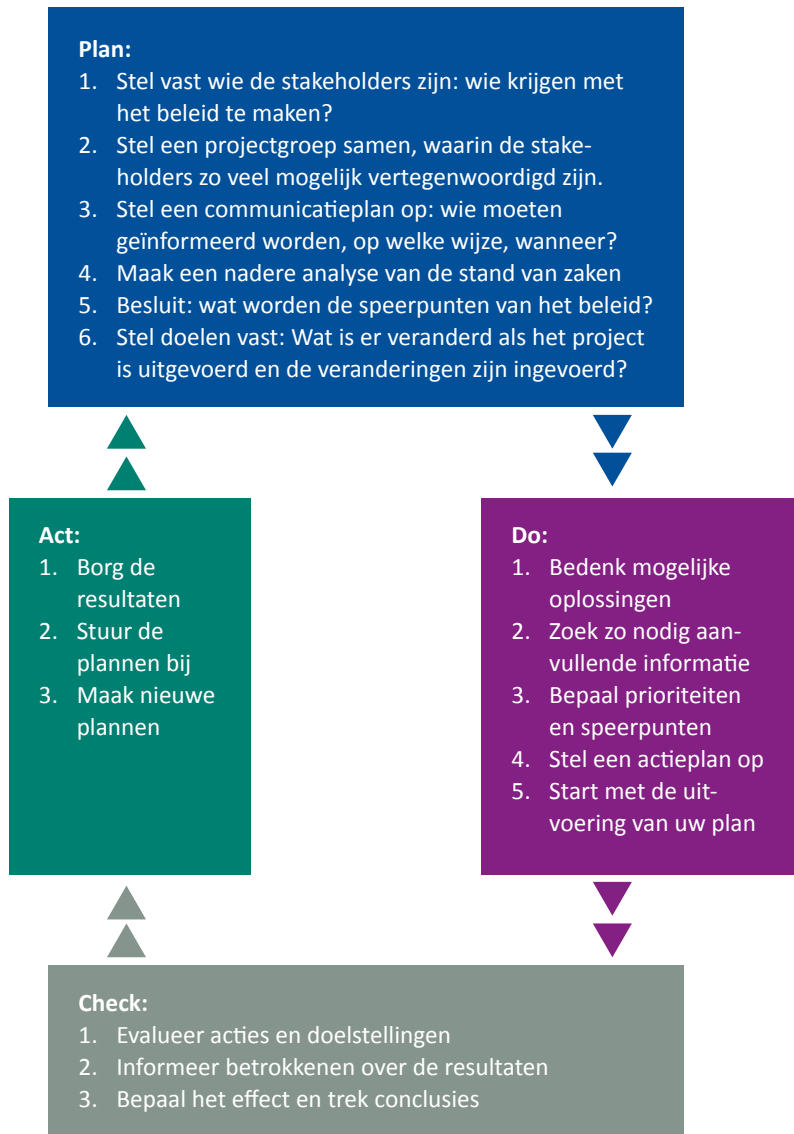 Plan:
1. Stel vast wie de stakeholders zijn: wie krijgen met
het beleid te maken?
2. Stel een projectgroep samen, waarin de stake-
holders zo veel mogelijk vertegenwoordigd zijn.
3. Stel een communicatieplan op: wie moeten
geïnformeerd worden, op welke wijze, wanneer?
4. Maak een nadere analyse van de stand van zaken
5. Besluit: wat worden de speerpunten van het beleid?
6. Stel doelen vast: Wat is er veranderd als het project
is uitgevoerd en de veranderingen zijn ingevoerd?
Act:
1. Borg de
resultaten
2. Stuur de
plannen bij
3. Maak nieuwe
plannen
Do:
1. Bedenk mogelijke
oplossingen
2. Zoek zo nodig aan-
vullende informatie
3. Bepaal prioriteiten
en speerpunten
4. Stel een actieplan op
5. Start met de uit-
voering van uw plan
Check:
1. Evalueer acties en doelstellingen
2. Informeer betrokkenen over de resultaten
3. Bepaal het effect en trek conclusies